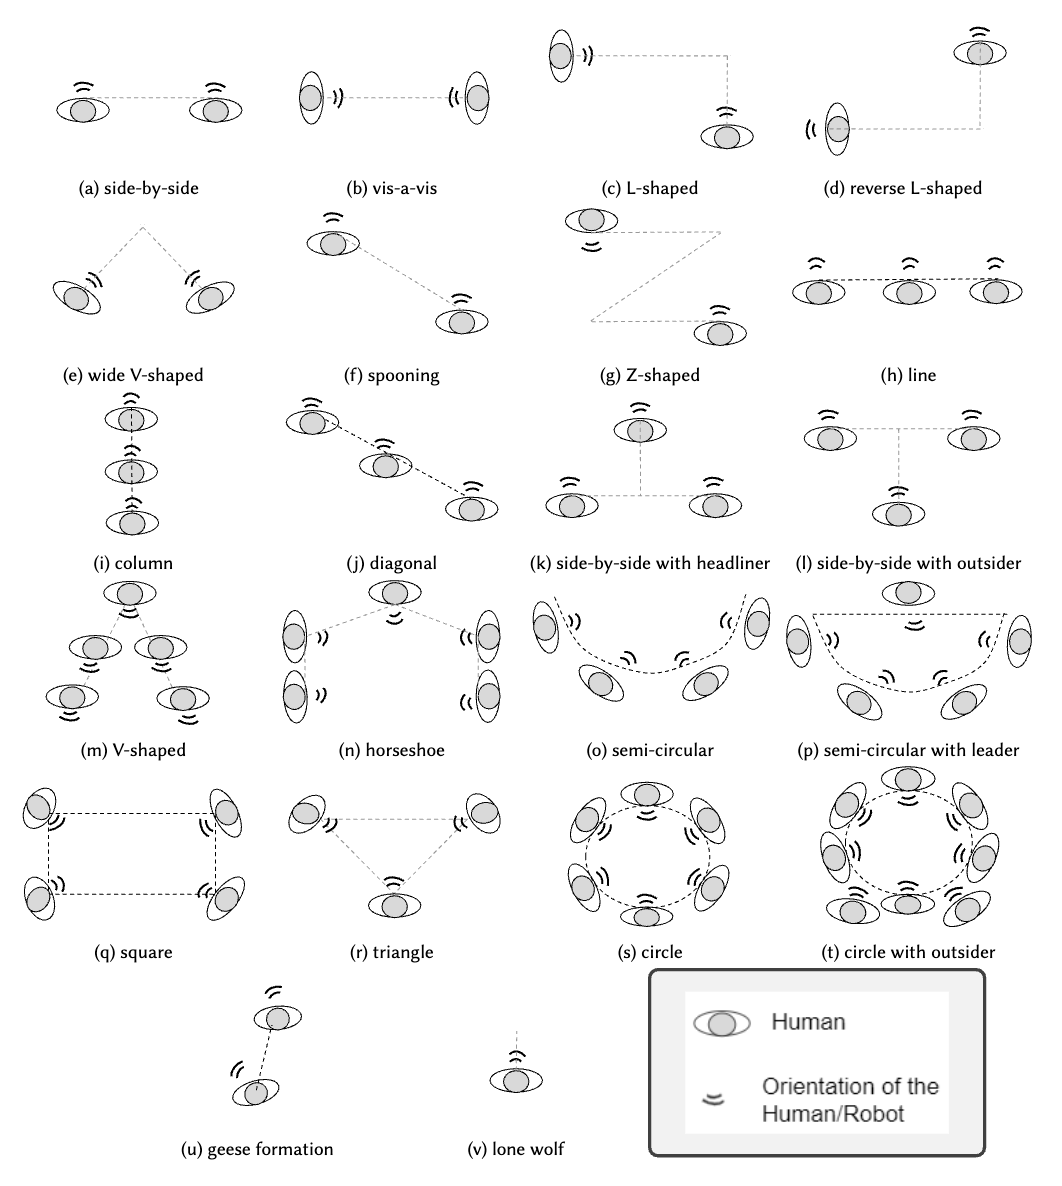 (a) side-by-side
(b) vis-a-vis
(c) L-shaped
(d) reverse L-shaped
(e) wide V-shaped
(f) spooning
(g) Z-shaped
(h) line
(i) column
(j) diagonal
(k) side-by-side with headliner
(l) side-by-side with outsider
(m) V-shaped
(n) horseshoe
(o) semi-circular
(p) semi-circular with leader
(q) square
(r) triangle
(s) circle
(t) circle with outsider
(u) geese formation
(v) lone wolf
Human
Orientation of the
Human/Robot